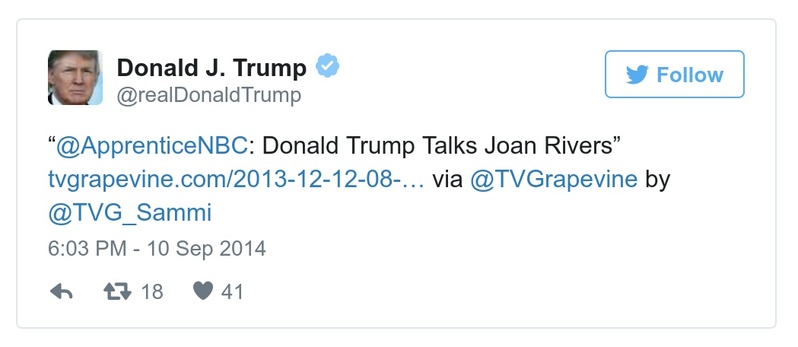 Donald J. Trump
@realDonaldTrump
Follow
“@ApprenticeNBC: Donald Trump Talks Joan Rivers”
tvgrapevine.com/2013-12-12-08-… via @TVGrapevine by
@TVG_Sammi
6:03 PM - 10 Sep 2014
18 41